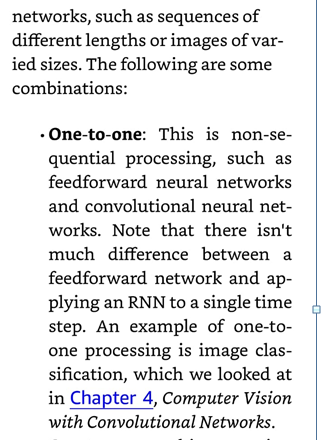 networks, such as sequences of
different lengths or images of var-
ied sizes. The following are some
combinations:
• One-to-one: This is non-se-
quential processing, such as
feedforward neural networks
and convolutional neural net-
works. Note that there isn't
much difference between a
feedforward network and ap-
plying an RNN to a single time
step. An example of one-to-
one processing is image clas-
sification, which we looked at
in Chapter 4, Computer Vision
with Convolutional Networks.